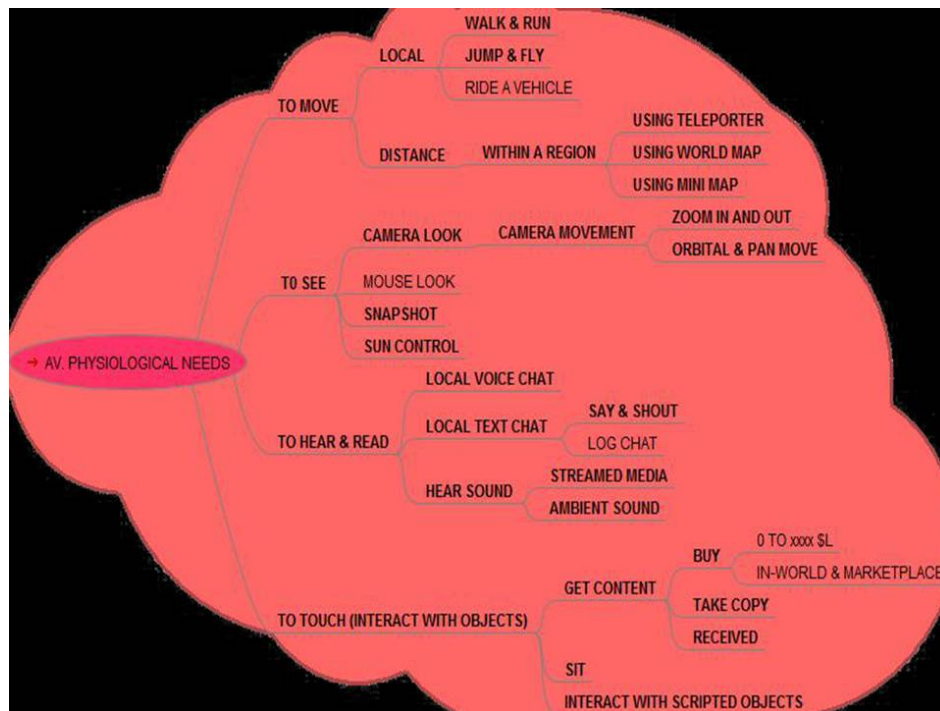 WALK & RUN
LOCAL
JUMP & FLY
RIDE A VEHICLE
TO MOVE
USING TELEPORTER
DISTANCE
WITHIN A REGION
USING WORLD MAP
USING MINI MAP
ZOOM IN AND OUT
CAMERA LOOK
CAMERA MOVEMENT
ORBITAL & PAN MOVE
T0 SEE
MOUSE LOOK
SNAPSHOT
SUN CONTROL
→ AV. PHYSIOLOGICAL NEEDS
LOCAL VOICE CHAT
SAY & SHOUT
LOCAL TEXT CHAT
TO HEAR & READ
LOG CHAT
STREAMED MEDIA
HEAR SOUND
AMBIENT SOUND
0 TO xxxx $L
BUY
IN-WORLD & MARKETPLACE
GET CONTENT
TAKE COPY
TO TOUCH (INTERACT WITH OBJECTS)
RECEIVED
SIT
INTERACT WITH SCRIPTED OBJECTS